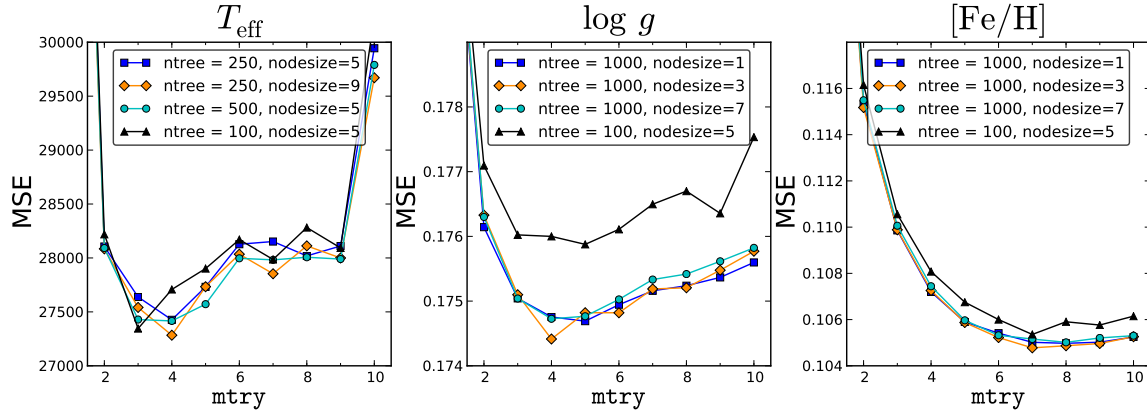 T_eff
MSE
30000
29500
29000
28500
28000
27500
27000
ntree = 250, nodesize=5
ntree = 250, nodesize=9
ntree = 500, nodesize=5
ntree = 100, nodesize=5
2 4 6 8 10
mtry
log g
MSE
0.178
0.177
0.176
0.175
0.174
ntree = 1000, nodesize=1
ntree = 1000, nodesize=3
ntree = 1000, nodesize=7
ntree = 100, nodesize=5
2 4 6 8 10
mtry
[Fe/H]
MSE
0.116
0.114
0.112
0.110
0.108
0.106
0.104
ntree = 1000, nodesize=1
ntree = 1000, nodesize=3
ntree = 1000, nodesize=7
ntree = 100, nodesize=5
2 4 6 8 10
mtry